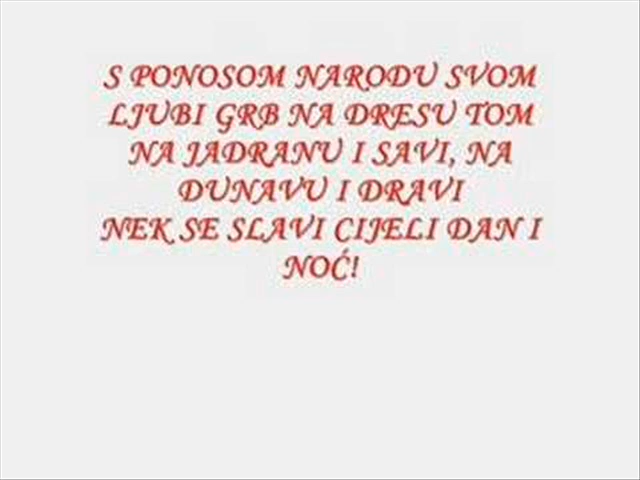 S PONOSOM NARODU SVOM
LJUBI GRB NA DRESU TOM
NA JADRANU I SAVI, NA
DUNAVU I DRAVI
NEK SE SLAVI CIJELI DAN I
NOĆ!